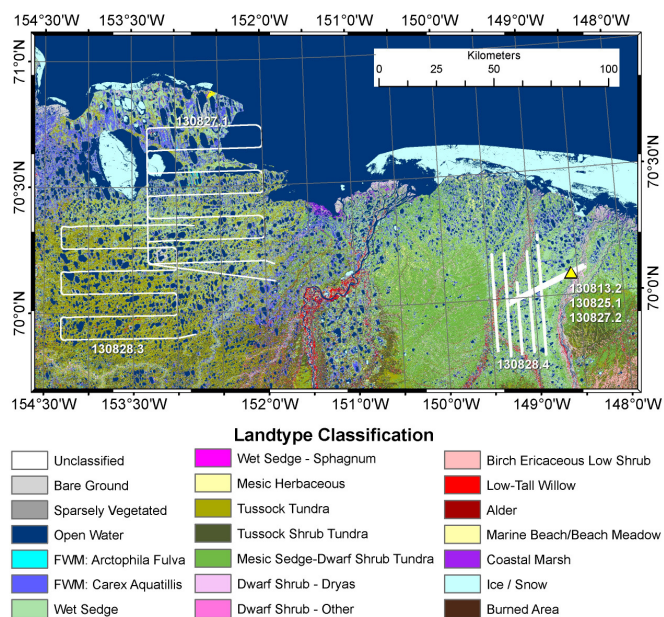 154°30'W 153°30'W 152°0'W 151°0'W 150°0'W 149°0'W 148°0'W
71°0'N
70°30'N
70°0'N
Kilometers
0 25 50 100
130827.1
130828.3
130813.2
130825.1
130827.2
130828.4
70°30'N
70°0'N
154°30'W 153°30'W 152°0'W 151°0'W 150°0'W 149°0'W 148°0'W
Landtype Classification
Unclassified
Bare Ground
Sparsely Vegetated
Open Water
FWM: Arctophila Fulva
FWM: Carex Aquatillis
Wet Sedge
Wet Sedge - Sphagnum
Mesic Herbaceous
Tussock Tundra
Tussock Shrub Tundra
Mesic Sedge-Dwarf Shrub Tundra
Dwarf Shrub - Dryas
Dwarf Shrub - Other
Birch Ericaceous Low Shrub
Low-Tall Willow
Alder
Marine Beach/Beach Meadow
Coastal Marsh
Ice / Snow
Burned Area